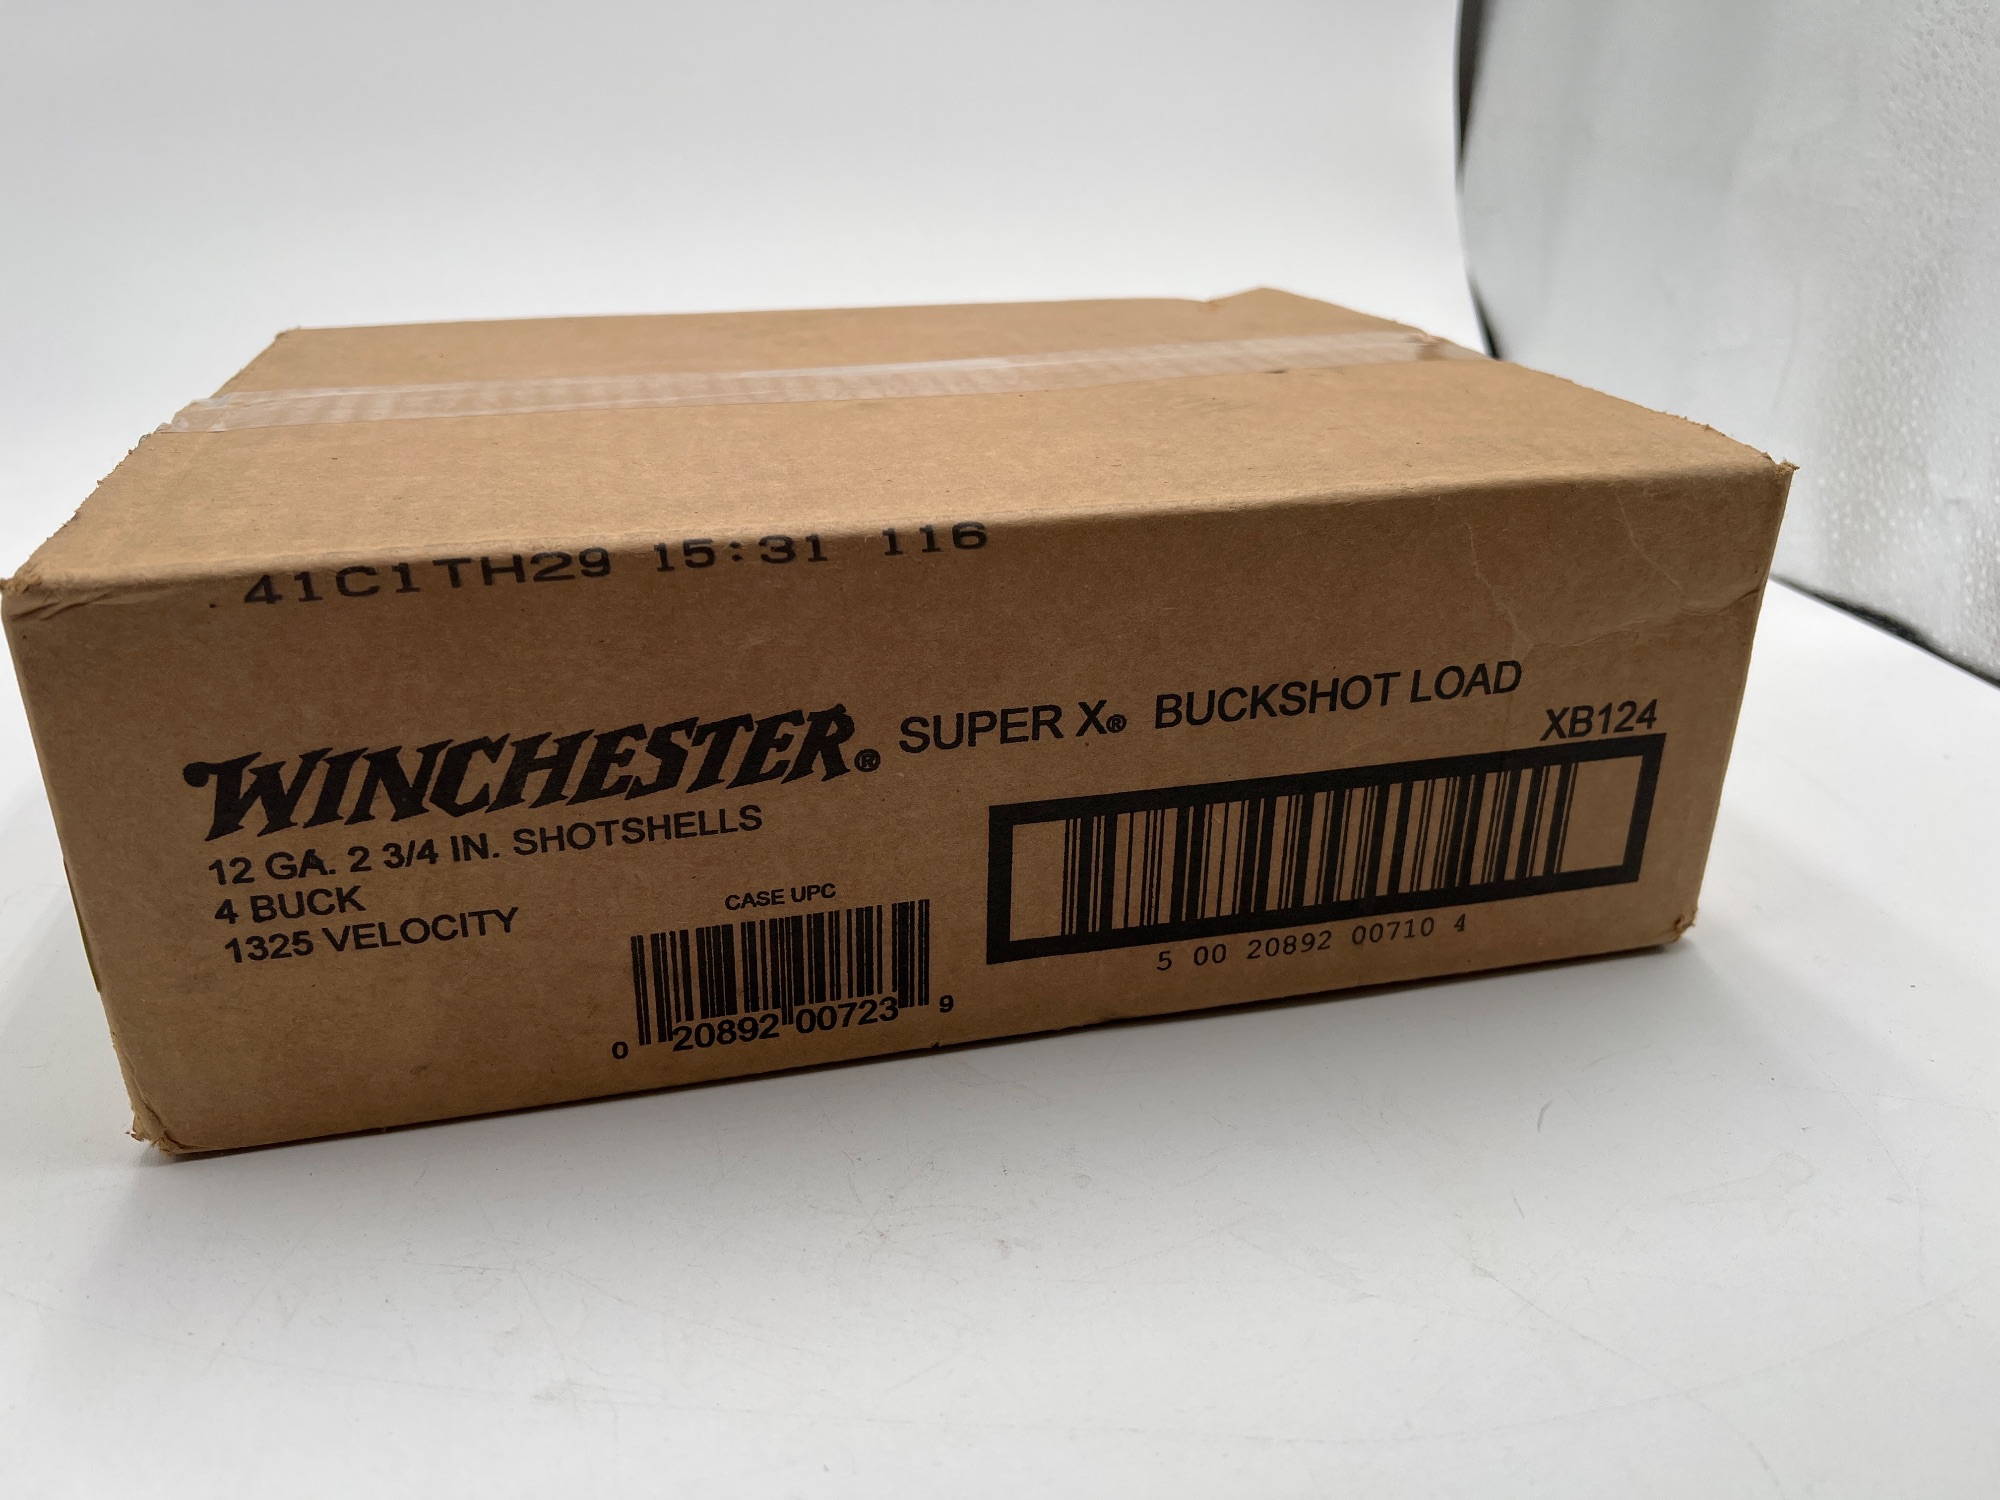 .41C1TH29 15:31 116
WINCHESTER® SUPER X® BUCKSHOT LOAD
XB124
12 GA. 2 3/4 IN. SHOTSHELLS
4 BUCK
1325 VELOCITY
CASE UPC
0 20892 00723 9
5 00 20892 00710 4